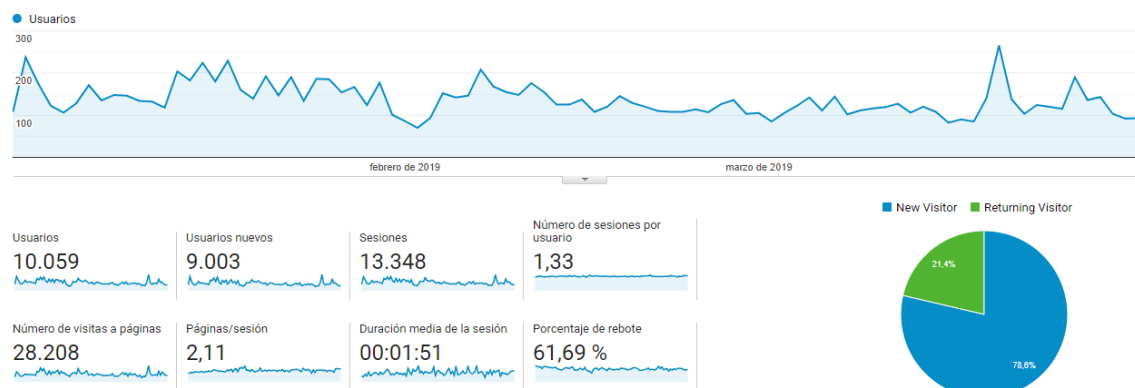 Usuarios
300
200
100
febrero de 2019
marzo de 2019
New Visitor
Returning Visitor
Usuarios
10.059
Usuarios nuevos
9.003
Sesiones
13.348
Número de sesiones por
usuario
1,33
Número de visitas a páginas
28.208
Páginas/sesión
2,11
Duración media de la sesión
00:01:51
Porcentaje de rebote
61,69 %
21,4%
78,6%